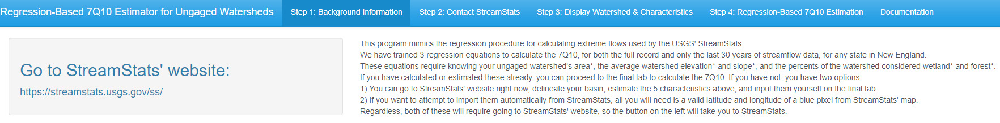 Regression-Based 7Q10 Estimator for Ungaged Watersheds
Step 1: Background Information
Step 2: Contact StreamStats
Step 3: Display Watershed & Characteristics
Step 4: Regression-Based 7Q10 Estimation
Documentation
Go to StreamStats' website:
https://streamstats.usgs.gov/ss/
This program mimics the regression procedure for calculating extreme flows used by the USGS' StreamStats.
We have trained 3 regression equations to calculate the 7Q10, for both the full record and only the last 30 years of streamflow data, for any state in New England.
These equations require knowing your ungaged watershed's area*, the average watershed elevation* and slope*, and the percents of the watershed considered wetland* and forest*.
If you have calculated or estimated these already, you can proceed to the final tab to calculate the 7Q10. If you have not, you have two options:
1) You can go to StreamStats' website right now, delineate your basin, estimate the 5 characteristics above, and input them yourself on the final tab.
2) If you want to attempt to import them automatically from StreamStats, all you will need is a valid latitude and longitude of a blue pixel from StreamStats' map.
Regardless, both of these will require going to StreamStats' website, so the button on the left will take you to StreamStats.